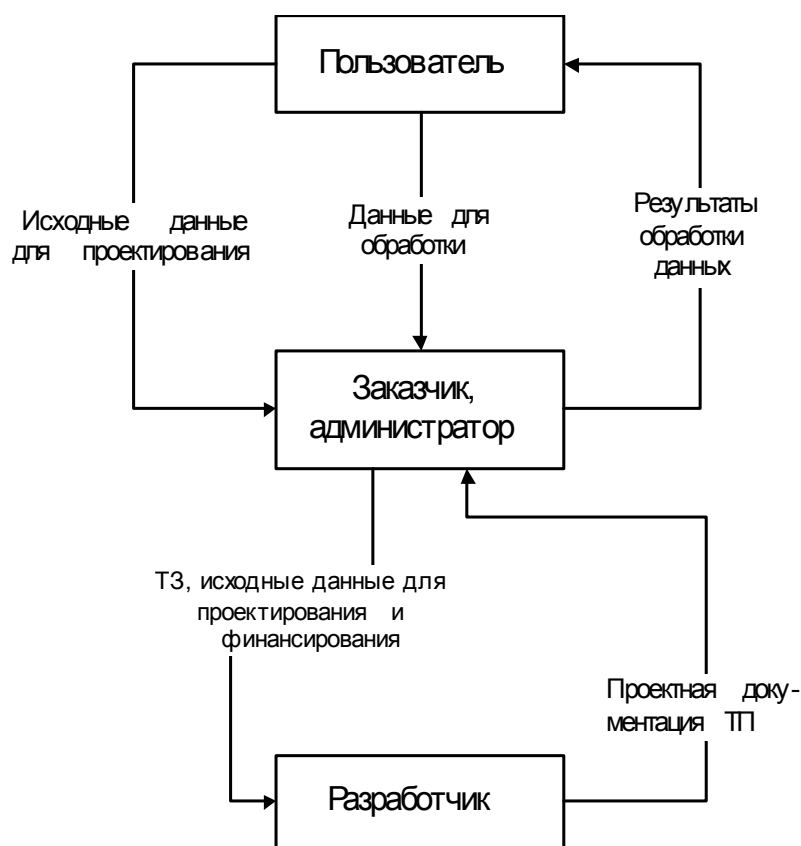 Пользователь
Исходные данные
для проектирования
Данные для
обработки
Результаты
обработки
данных
Заказчик,
администратор
ТЗ, исходные данные для
проектирования и
финансирования
Проектная доку-
ментация ТП
Разработчик